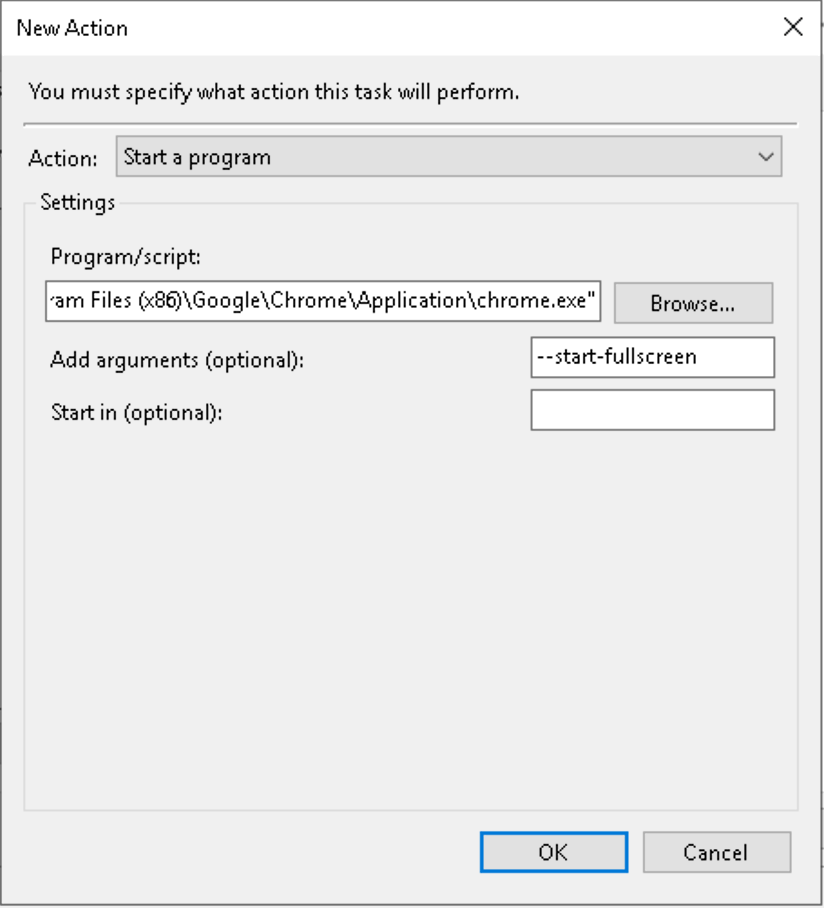 New Action
You must specify what action this task will perform.
Action: Start a program
Settings
Program/script:
ram Files (x86)\Google\Chrome\Application\chrome.exe" Browse...
Add arguments (optional): --start-fullscreen
Start in (optional):
OK Cancel